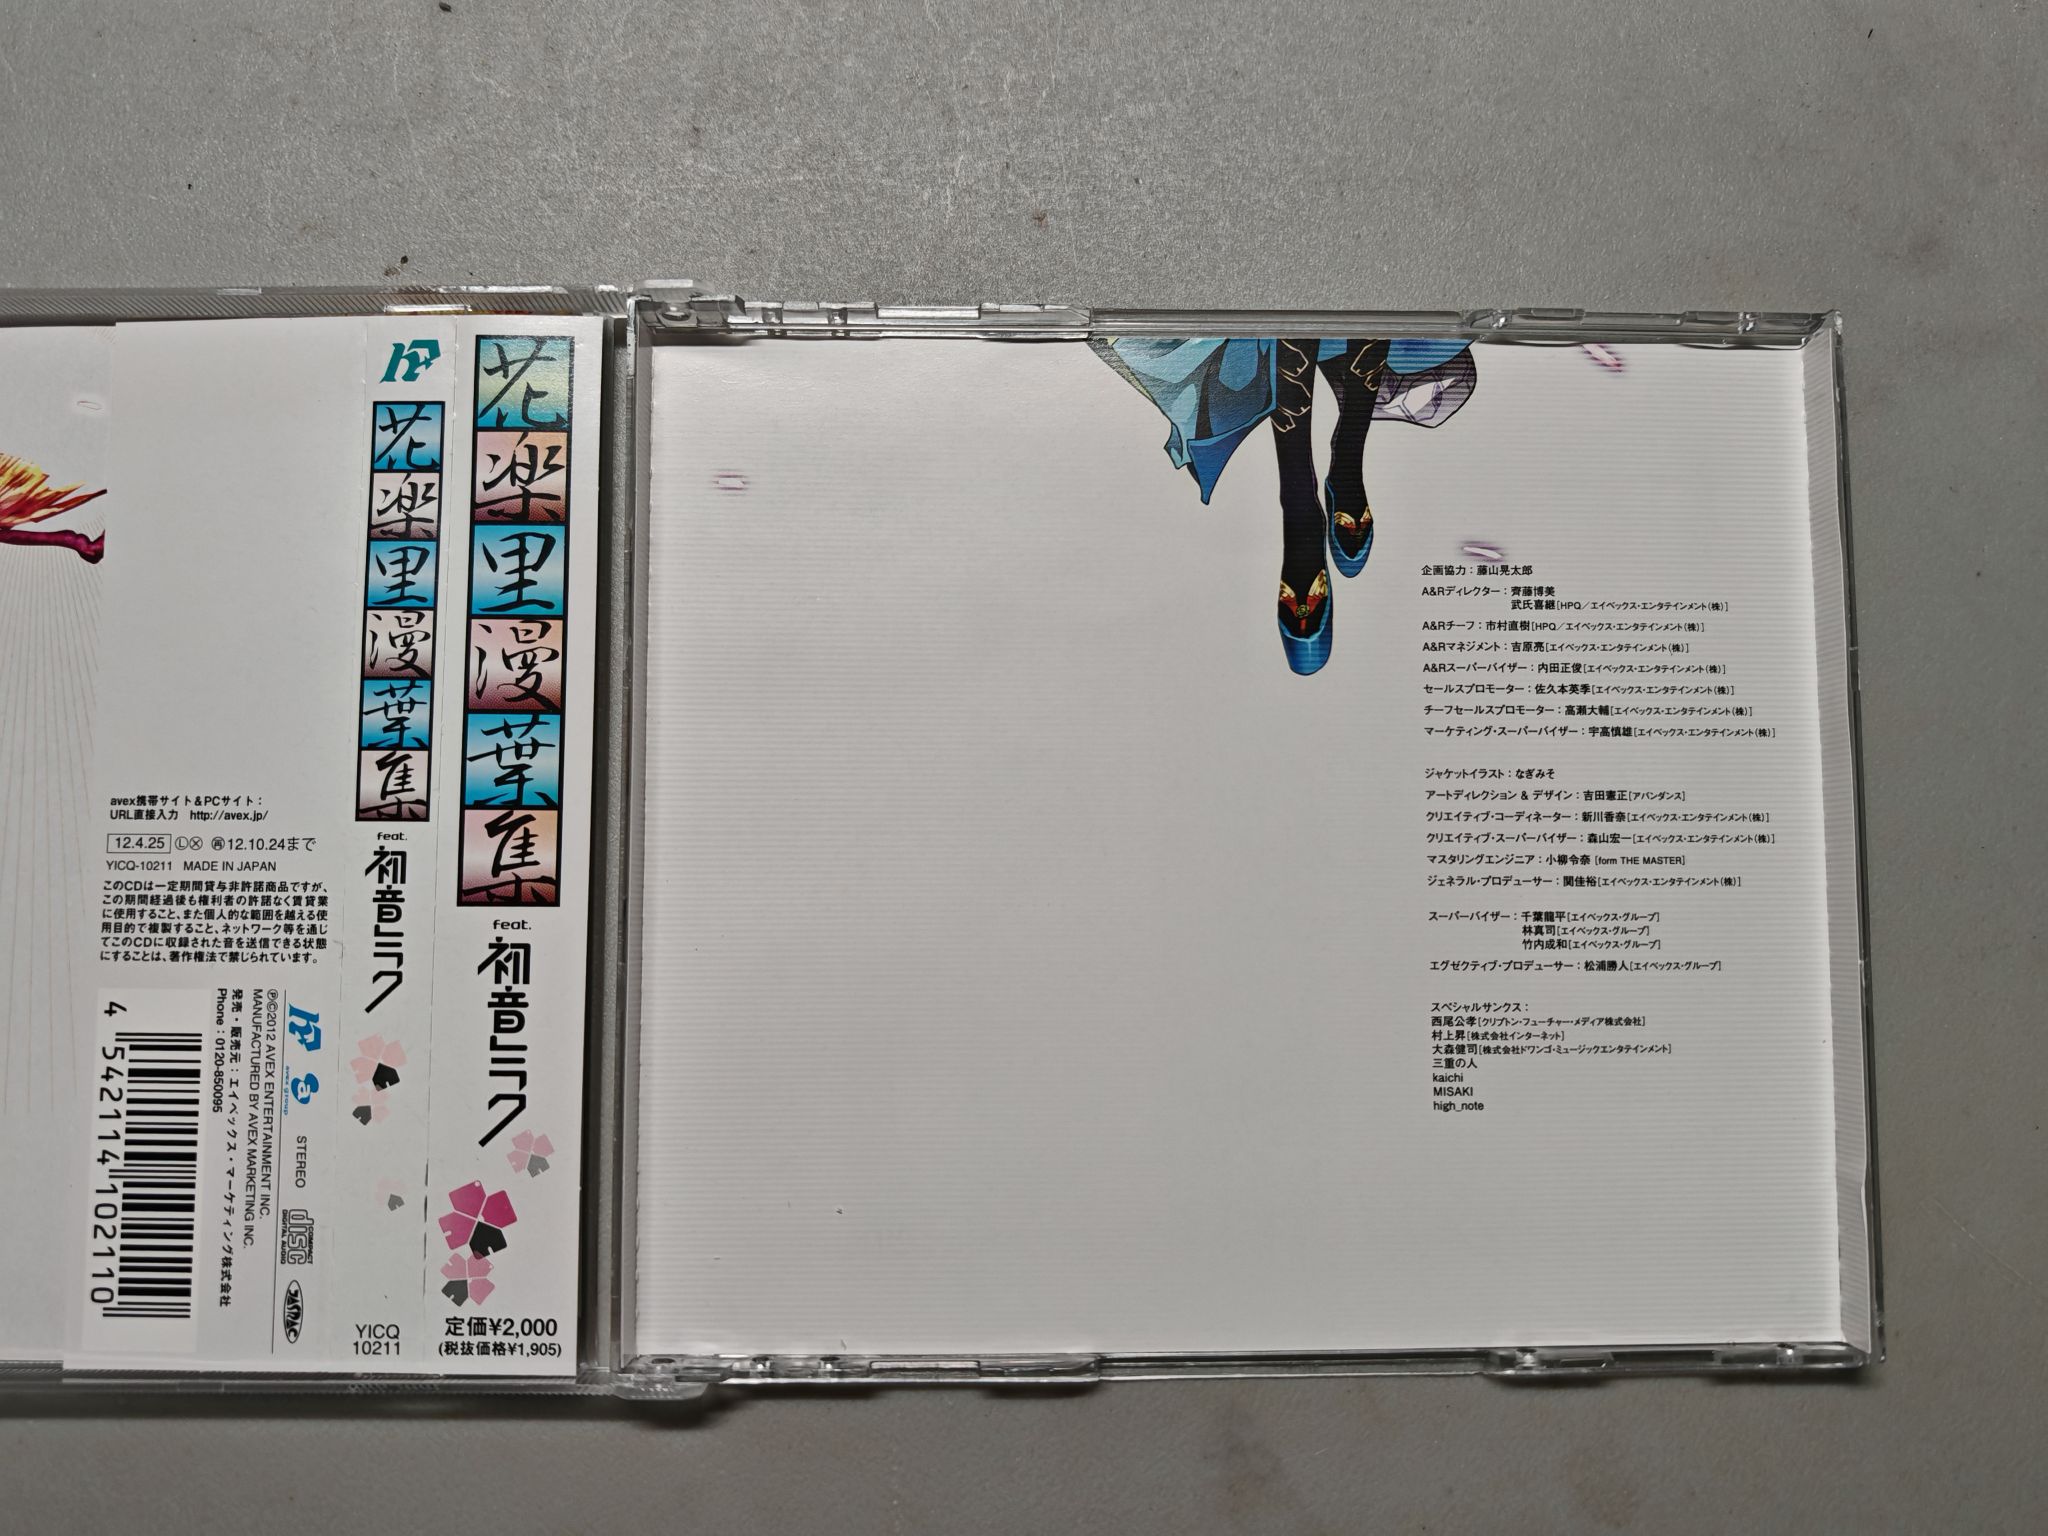 avex携帯サイト&PCサイト：
URL直接入力　http://avex.jp/
12.4.25 Ⓛ再12.10.24まで
YICQ-10211　MADE IN JAPAN
このCDは一定期間貸与非許諾商品ですが、
この期間経過後も権利者の許諾なく賃貸業
に使用すること、また個人的な範囲を越える使
用目的で複製すること、ネットワーク等を通じ
てこのCDに収録された音を送信できる状態
にすることは、著作権法で禁じられています。
4 542114 102110
ⓅⒸ2012 AVEX ENTERTAINMENT INC.
MANUFACTURED BY AVEX MARKETING INC.
発売・販売元：エイベックス・マーケティング株式会社
Phone：0120-850095
avex group
STEREO
COMPACT
disc
DIGITAL AUDIO
JASRAC
花楽里漫葉集
feat.
初音ミク
YICQ
10211
花楽里漫葉集
feat.
初音ミク
定価¥2,000
(税抜価格¥1,905)
企画協力：藤山晃太郎
A&Rディレクター：齊藤博美
武氏喜継[HPQ／エイベックス・エンタテインメント(株)]
A&Rチーフ：市村直樹[HPQ／エイベックス・エンタテインメント(株)]
A&Rマネジメント：吉原亮[エイベックス・エンタテインメント(株)]
A&Rスーパーバイザー：内田正俊[エイベックス・エンタテインメント(株)]
セールスプロモーター：佐久本英季[エイベックス・エンタテインメント(株)]
チーフセールスプロモーター：高瀬大輔[エイベックス・エンタテインメント(株)]
マーケティング・スーパーバイザー：宇高慎雄[エイベックス・エンタテインメント(株)]
ジャケットイラスト：なぎみそ
アートディレクション & デザイン：吉田憲正[アバンダンス]
クリエイティブ・コーディネーター：新川香奈[エイベックス・エンタテインメント(株)]
クリエイティブ・スーパーバイザー：森山宏一[エイベックス・エンタテインメント(株)]
マスタリングエンジニア：小柳令奈 [form THE MASTER]
ジェネラル・プロデューサー：関佳裕[エイベックス・エンタテインメント(株)]
スーパーバイザー：千葉龍平[エイベックス・グループ]
林真司[エイベックス・グループ]
竹内成和[エイベックス・グループ]
エグゼクティブ・プロデューサー：松浦勝人[エイベックス・グループ]
スペシャルサンクス：
西尾公孝[クリプトン・フューチャー・メディア株式会社]
村上昇[株式会社インターネット]
大森健司[株式会社ドワンゴ・ミュージックエンタテインメント]
三重の人
kaichi
MISAKI
high_note